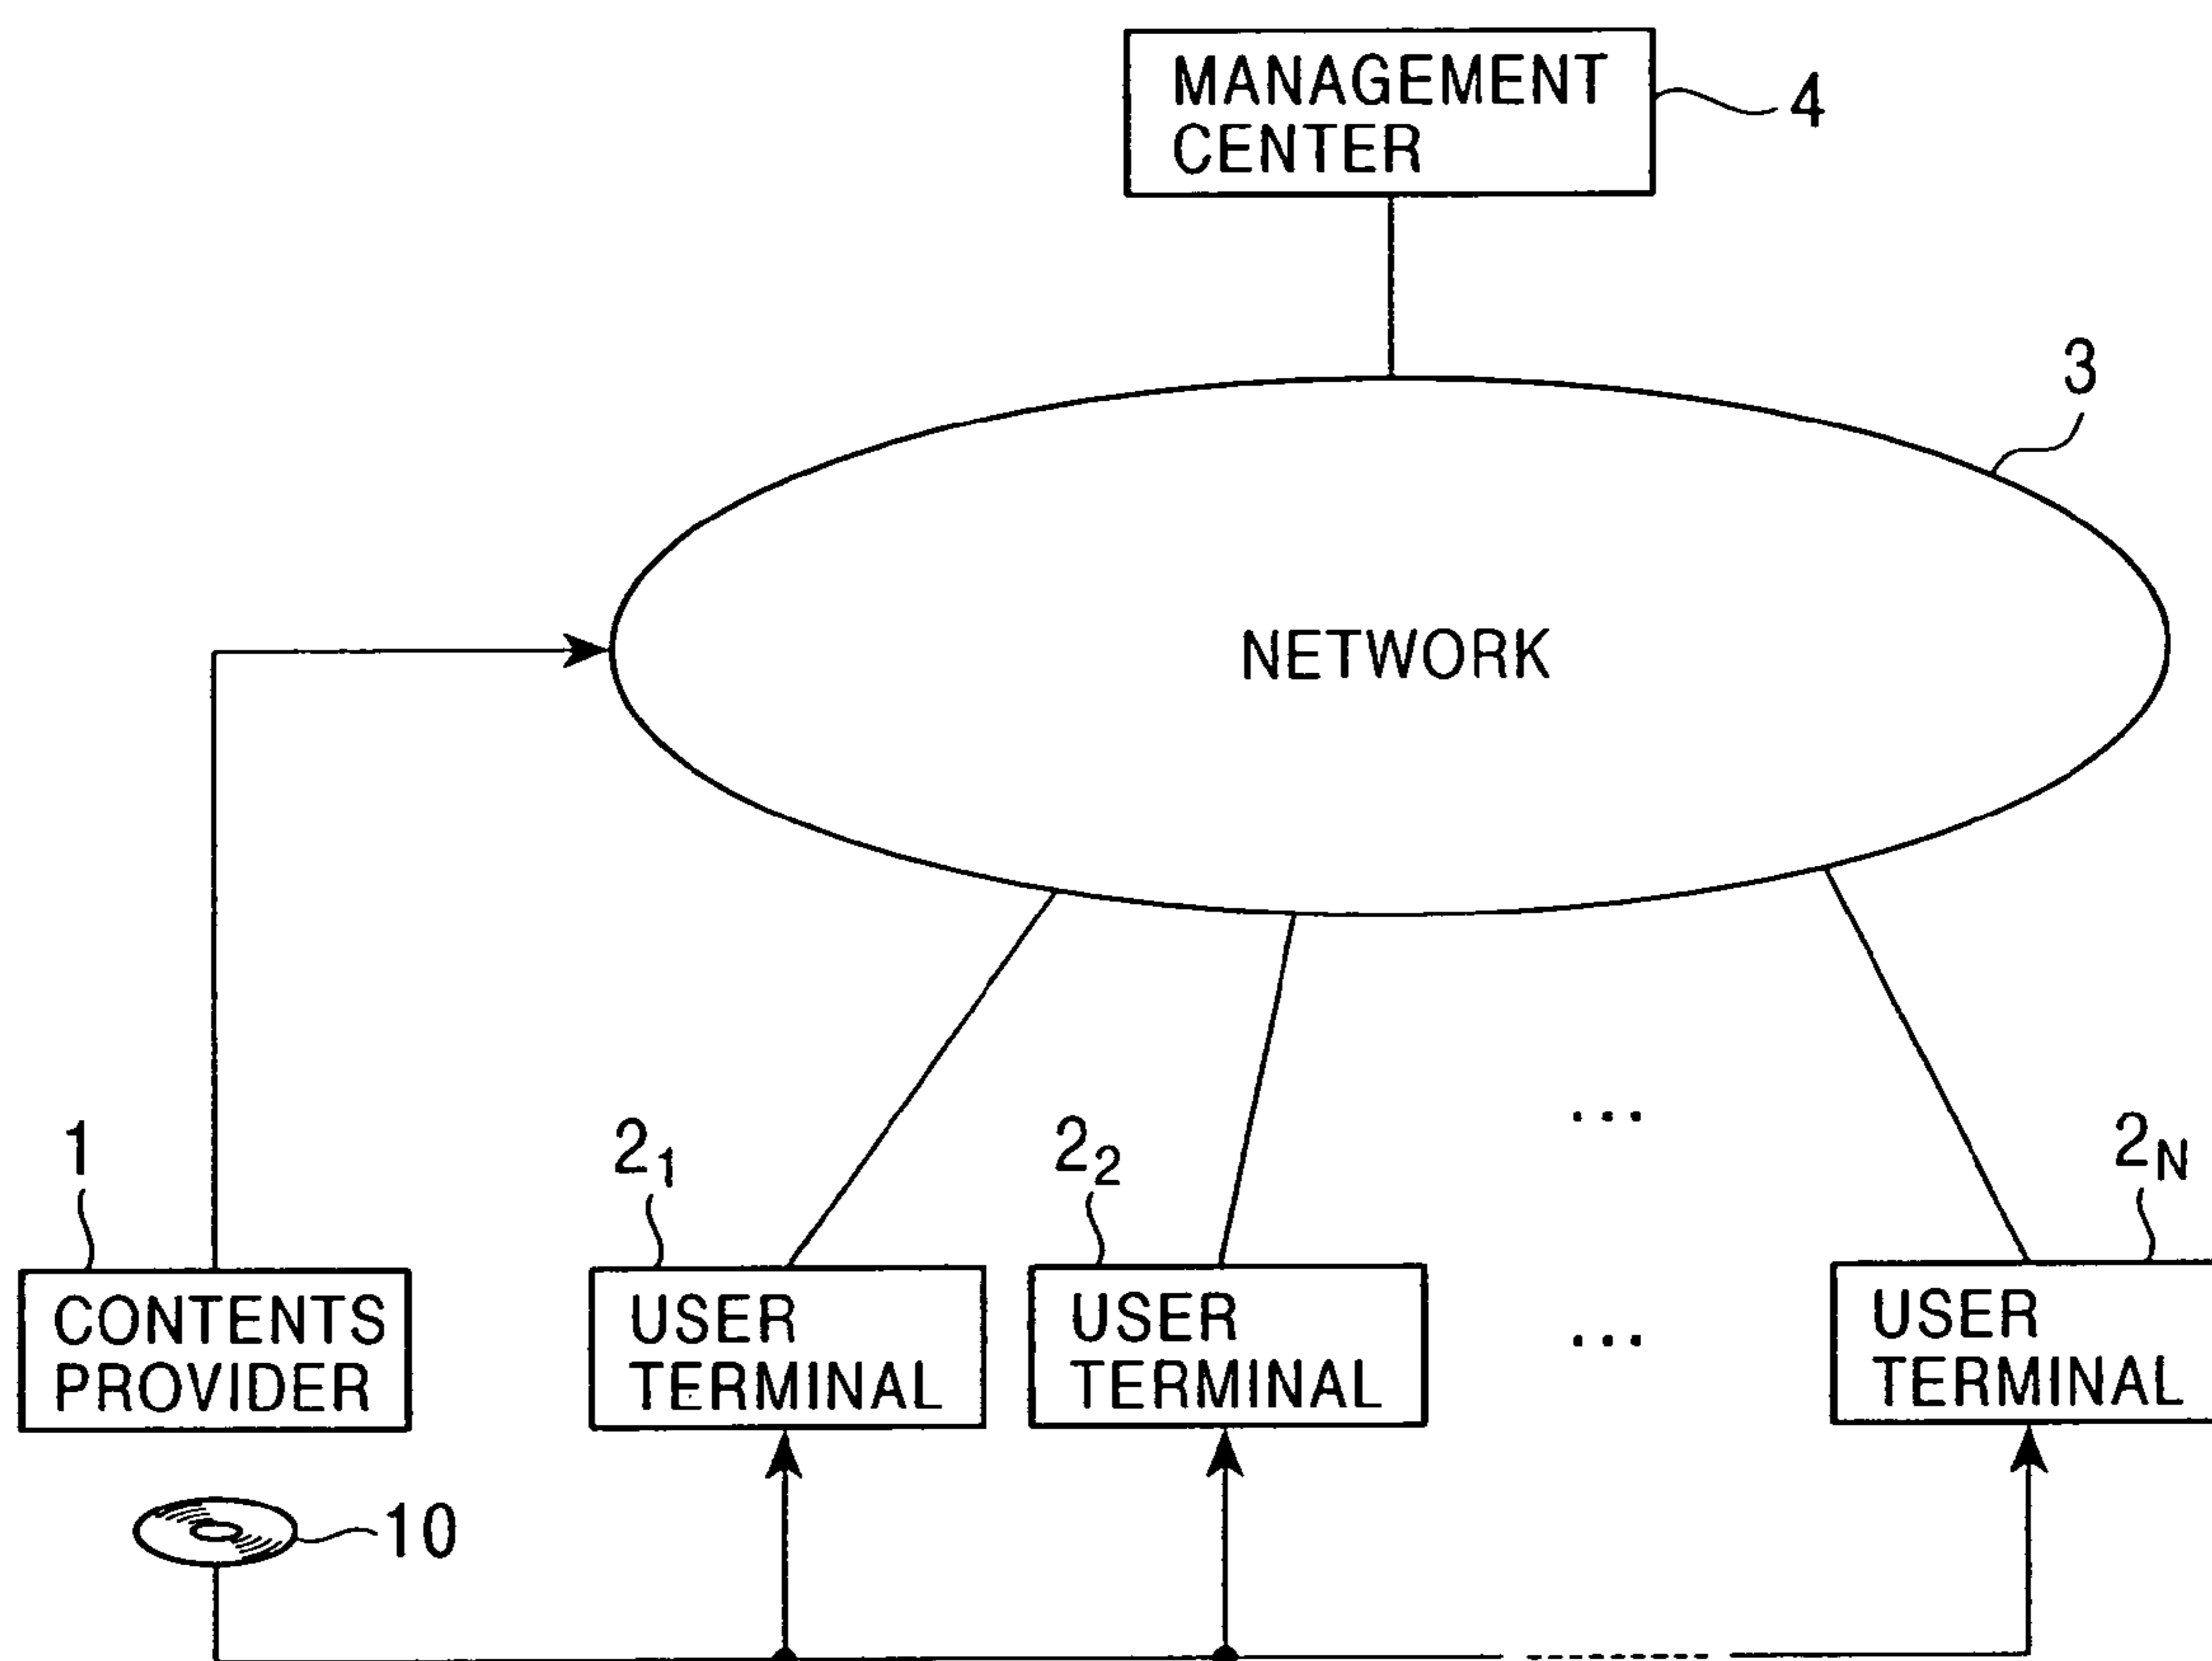 MANAGEMENT
CENTER
4
3
NETWORK
1
2₁
2₂
...
2N
CONTENTS
PROVIDER
USER
TERMINAL
USER
TERMINAL
...
USER
TERMINAL
10